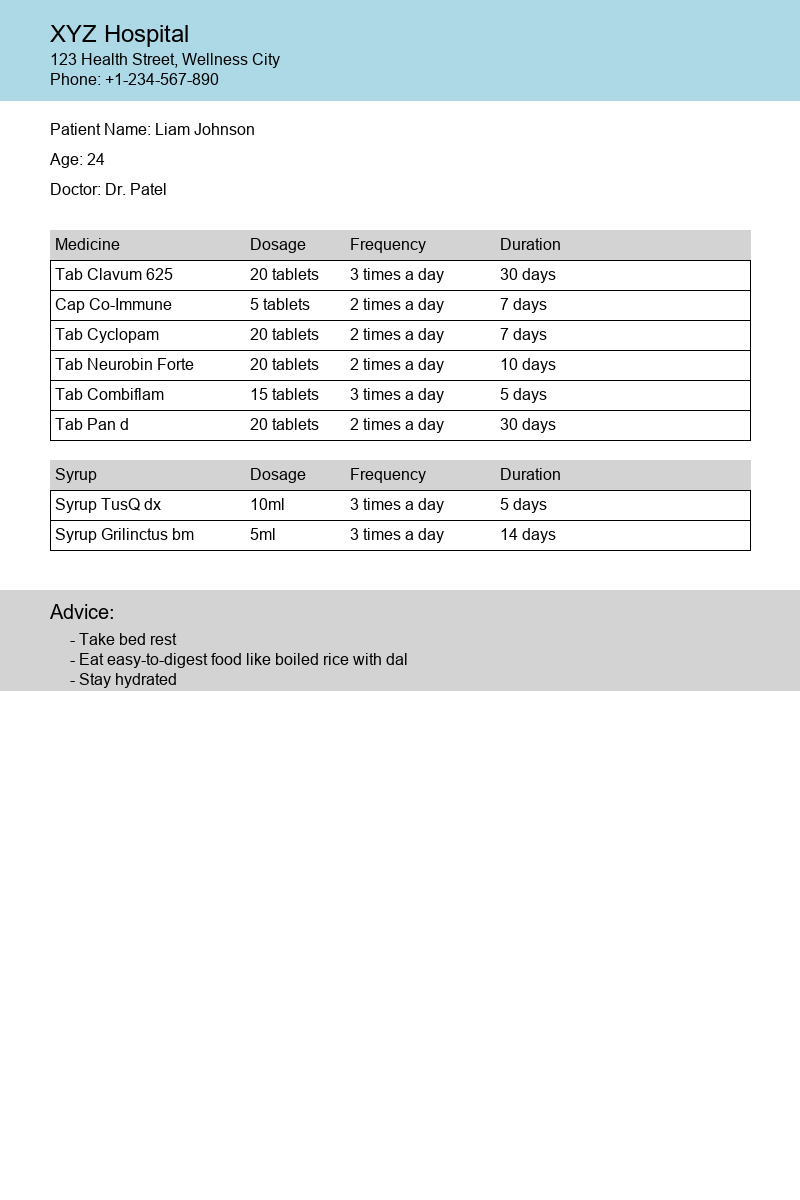 XYZ Hospital
123 Health Street, Wellness City
Phone: +1-234-567-890
Patient Name: Liam Johnson
Age: 24
Doctor: Dr. Patel
Medicine Dosage Frequency Duration
Tab Clavum 625 20 tablets 3 times a day 30 days
Cap Co-Immune 5 tablets 2 times a day 7 days
Tab Cyclopam 20 tablets 2 times a day 7 days
Tab Neurobin Forte 20 tablets 2 times a day 10 days
Tab Combiflam 15 tablets 3 times a day 5 days
Tab Pan d 20 tablets 2 times a day 30 days
Syrup Dosage Frequency Duration
Syrup TusQ dx 10ml 3 times a day 5 days
Syrup Grilinctus bm 5ml 3 times a day 14 days
Advice:
- Take bed rest
- Eat easy-to-digest food like boiled rice with dal
- Stay hydrated